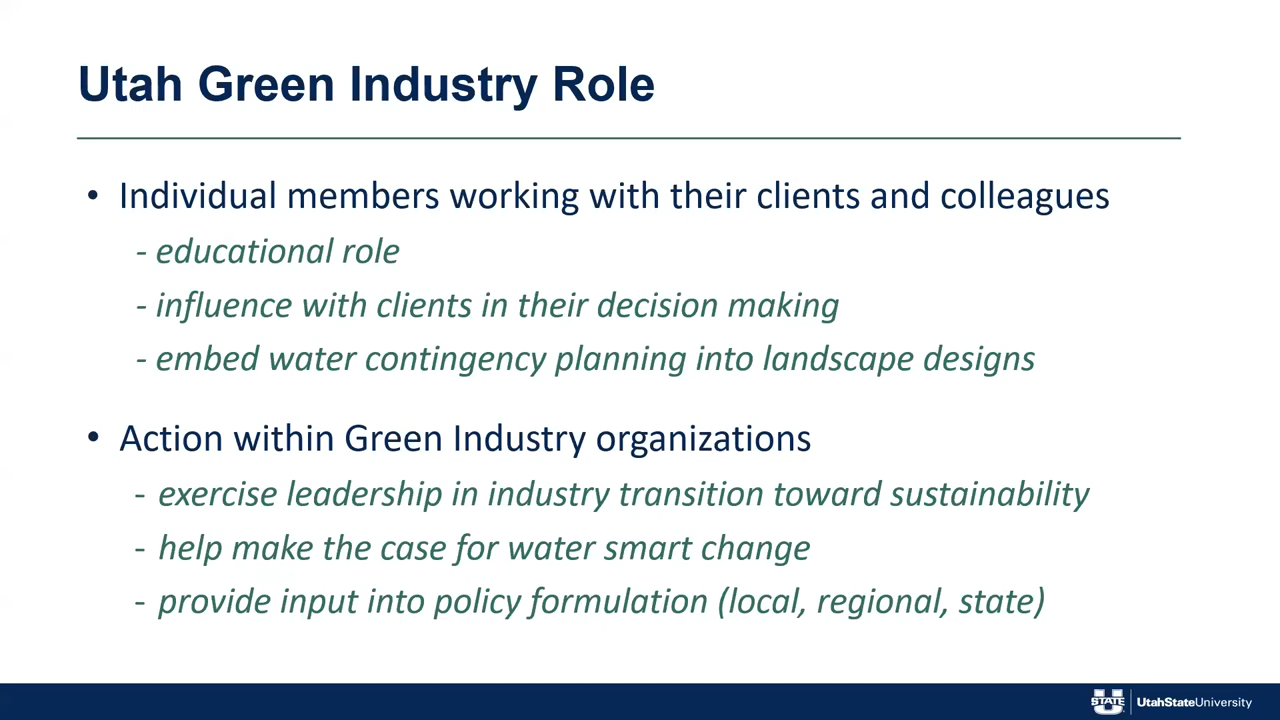 Utah Green Industry Role
• Individual members working with their clients and colleagues
- educational role
- influence with clients in their decision making
- embed water contingency planning into landscape designs
• Action within Green Industry organizations
- exercise leadership in industry transition toward sustainability
- help make the case for water smart change
- provide input into policy formulation (local, regional, state)
U STATE UtahStateUniversity